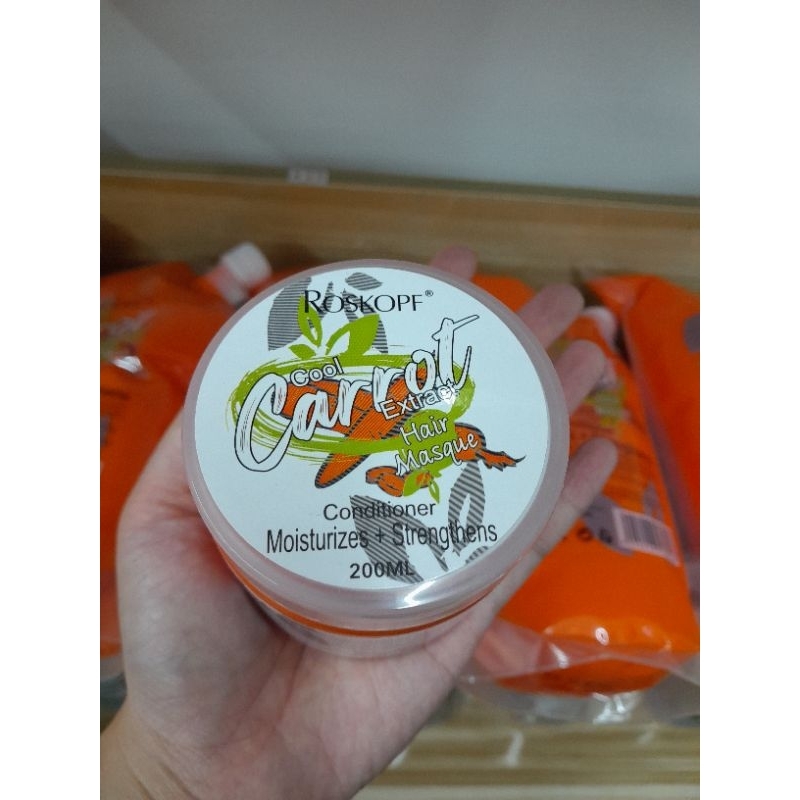 ROSKOPF®
Cool
Carrot
Extract
Hair
Masque
Conditioner
Moisturizes + Strengthens
200ML